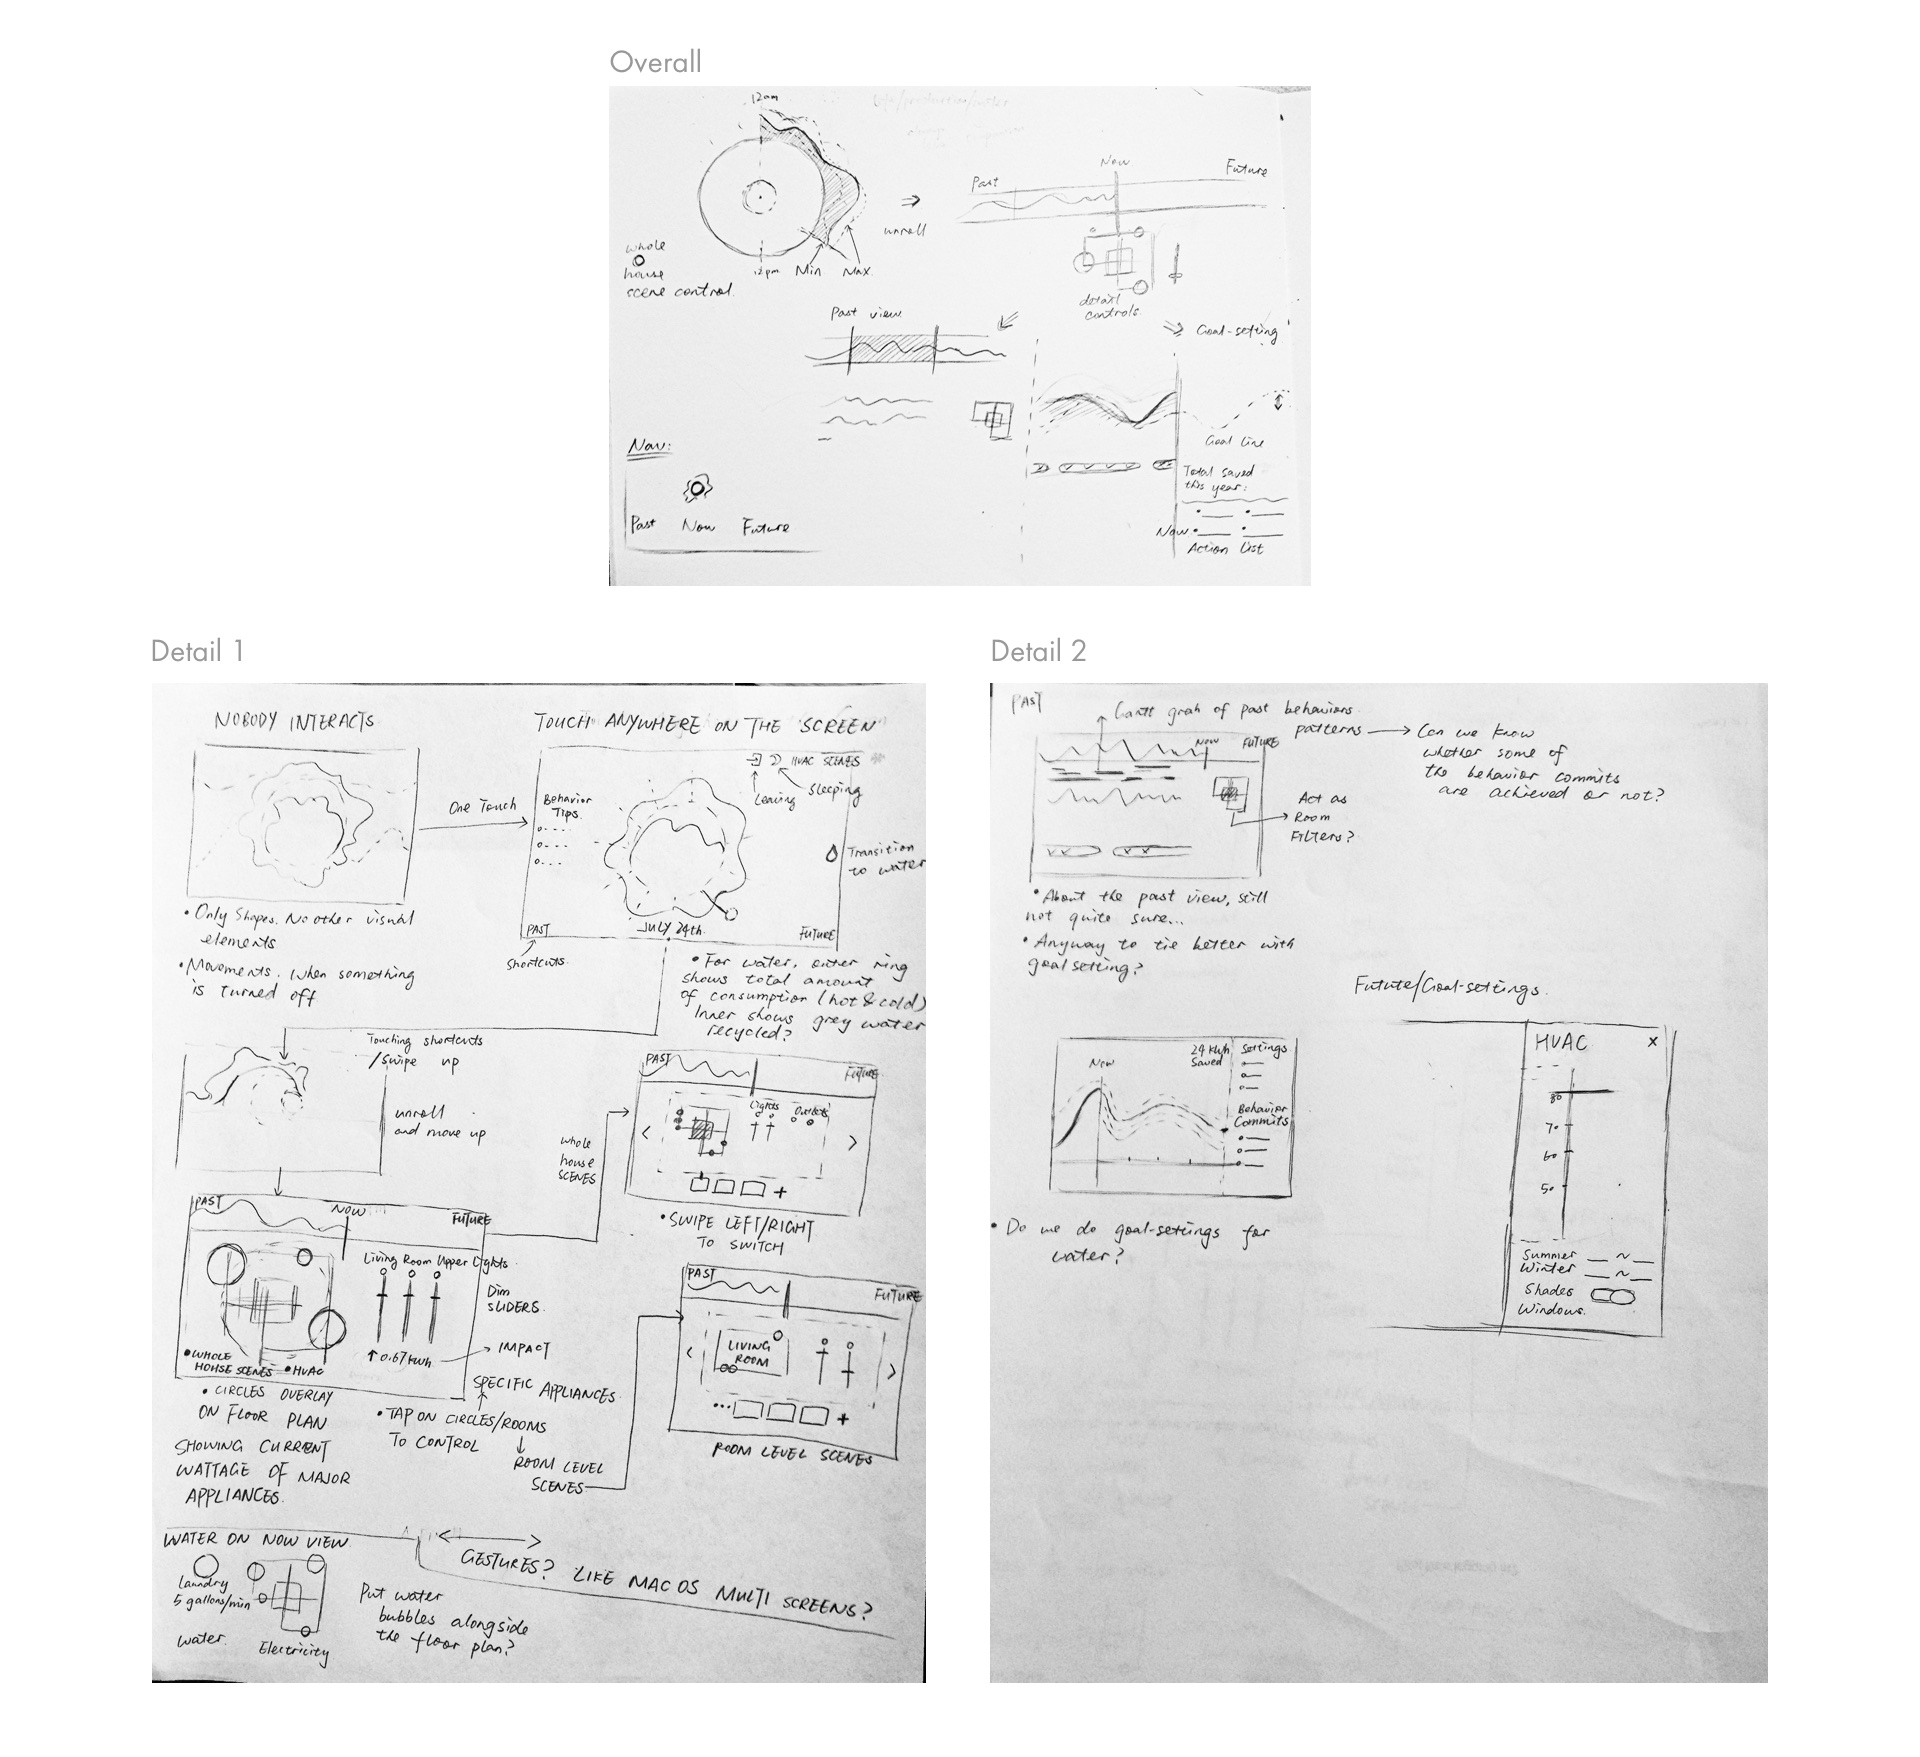 Overall
12am
Now
Past
Future
unroll
whole
house
scene control.
12pm
Min
Max.
detail
controls
Past view
Goal-setting
Goal line
Total saved
this year:
Now
Action List
Nav:
Past
Now
Future
Detail 1
NOBODY INTERACTS
TOUCH ANYWHERE ON THE SCREEN
HVAC SCENES
Leaving
Sleeping
One Touch
Behavior
Tips.
Transition
to water
PAST
JULY 24th.
FUTURE
shortcuts.
• Only Shapes. No other visual
elements
• Movements. When something
is turned off
• For water, outer ring
shows total amount
of consumption (hot & cold)
Inner shows grey water
recycled?
Touching shortcuts
/Swipe up
unroll
and move up
PAST
FUTURE
Lights
Outlets
whole
house
SCENES
• SWIPE LEFT/RIGHT
TO SWITCH
PAST
NOW
FUTURE
Living Room Upper Lights.
Dim
SLIDERS.
↑ 0.67 kWh
IMPACT
• WHOLE
HOHSE SCENES
• HVAC
• CIRCLES OVERLAY
ON FLOOR PLAN
SHOWING CURRENT
WATTAGE OF MAJOR
APPLIANCES.
SPECIFIC APPLIANCES.
• TAP ON CIRCLES/ROOMS
TO CONTROL
ROOM LEVEL
SCENES
PAST
FUTURE
LIVING
ROOM
ROOM LEVEL SCENES
WATER ON NOW VIEW.
GESTURES? LIKE MAC OS MULTI SCREENS?
Laundry
5 gallons/min
Water.
Electricity
Put water
bubbles alongside
the floor plan?
Detail 2
PAST
Gantt grah of past behaviors.
patterns
Can we know
whether some of
the behavior commits
are achieved or not?
NOW
FUTURE
Act as
Room
Filters?
• About the past view, still
not quite sure...
• Anyway to tie better with
goal setting?
Future/Goal-settings.
Now
24 kWh
Saved
Settings
Behavior
Commits
• Do we do goal-settings for
water?
HVAC
x
80
70
60
50
Summer __ ~ __
Winter __ ~ __
Shades
Windows.